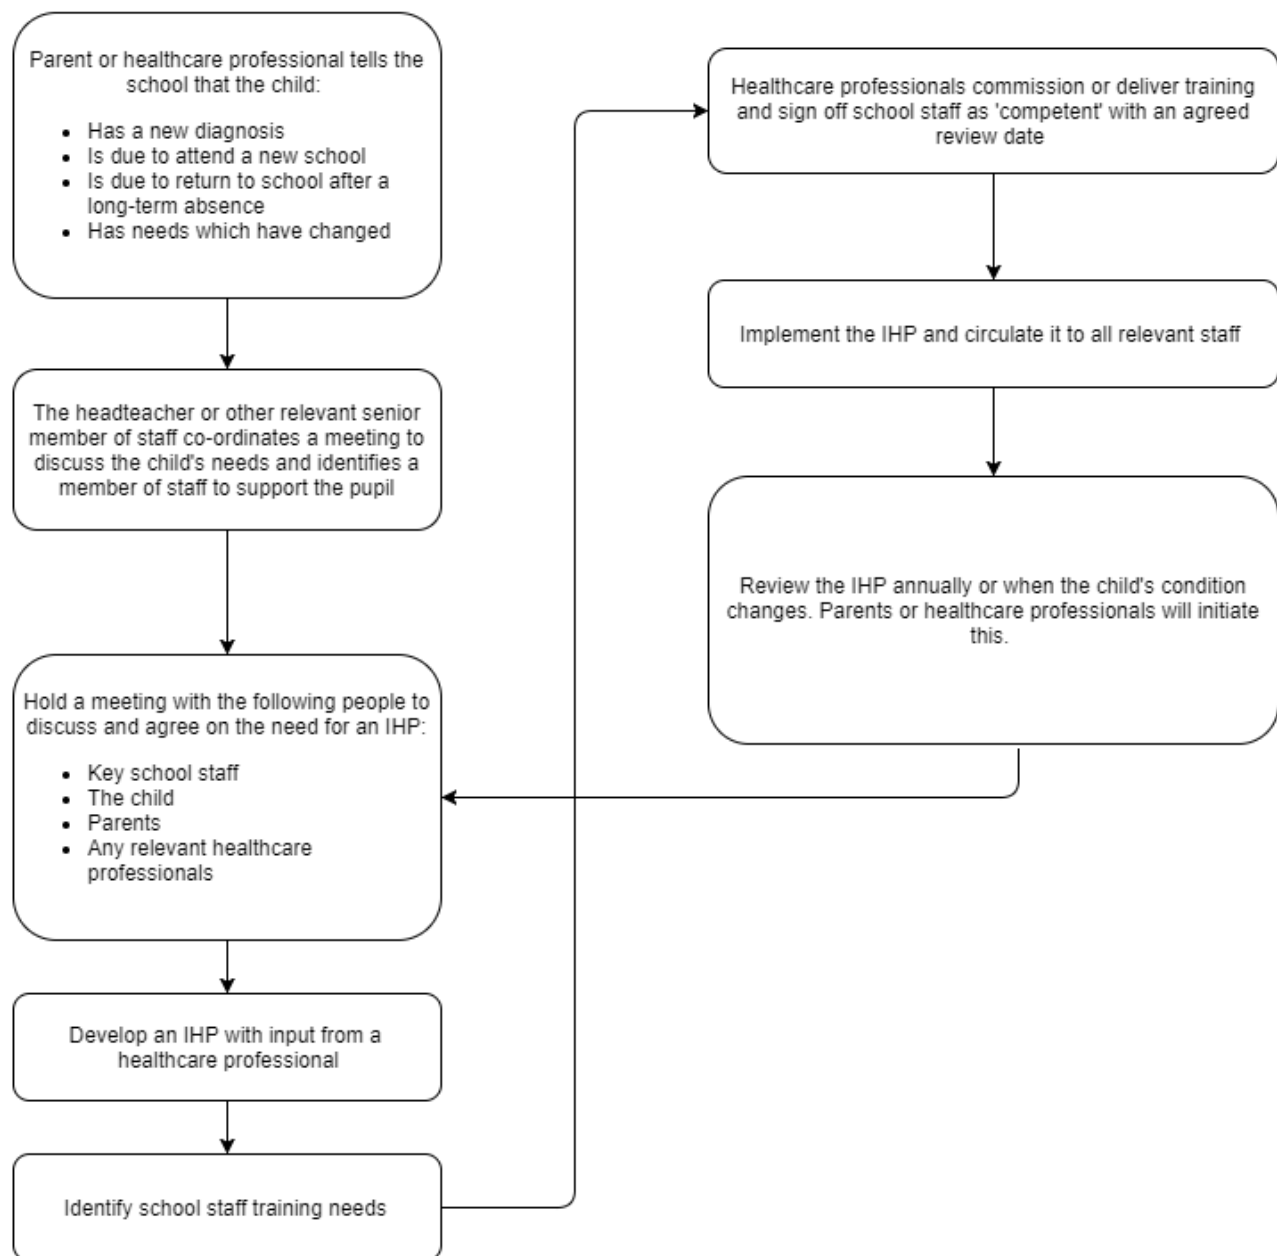 Parent or healthcare professional tells the
school that the child:
• Has a new diagnosis
• Is due to attend a new school
• Is due to return to school after a
long-term absence
• Has needs which have changed
The headteacher or other relevant senior
member of staff co-ordinates a meeting to
discuss the child's needs and identifies a
member of staff to support the pupil
Hold a meeting with the following people to
discuss and agree on the need for an IHP:
• Key school staff
• The child
• Parents
• Any relevant healthcare
professionals
Develop an IHP with input from a
healthcare professional
Identify school staff training needs
Healthcare professionals commission or deliver training
and sign off school staff as 'competent' with an agreed
review date
Implement the IHP and circulate it to all relevant staff
Review the IHP annually or when the child's condition
changes. Parents or healthcare professionals will initiate
this.